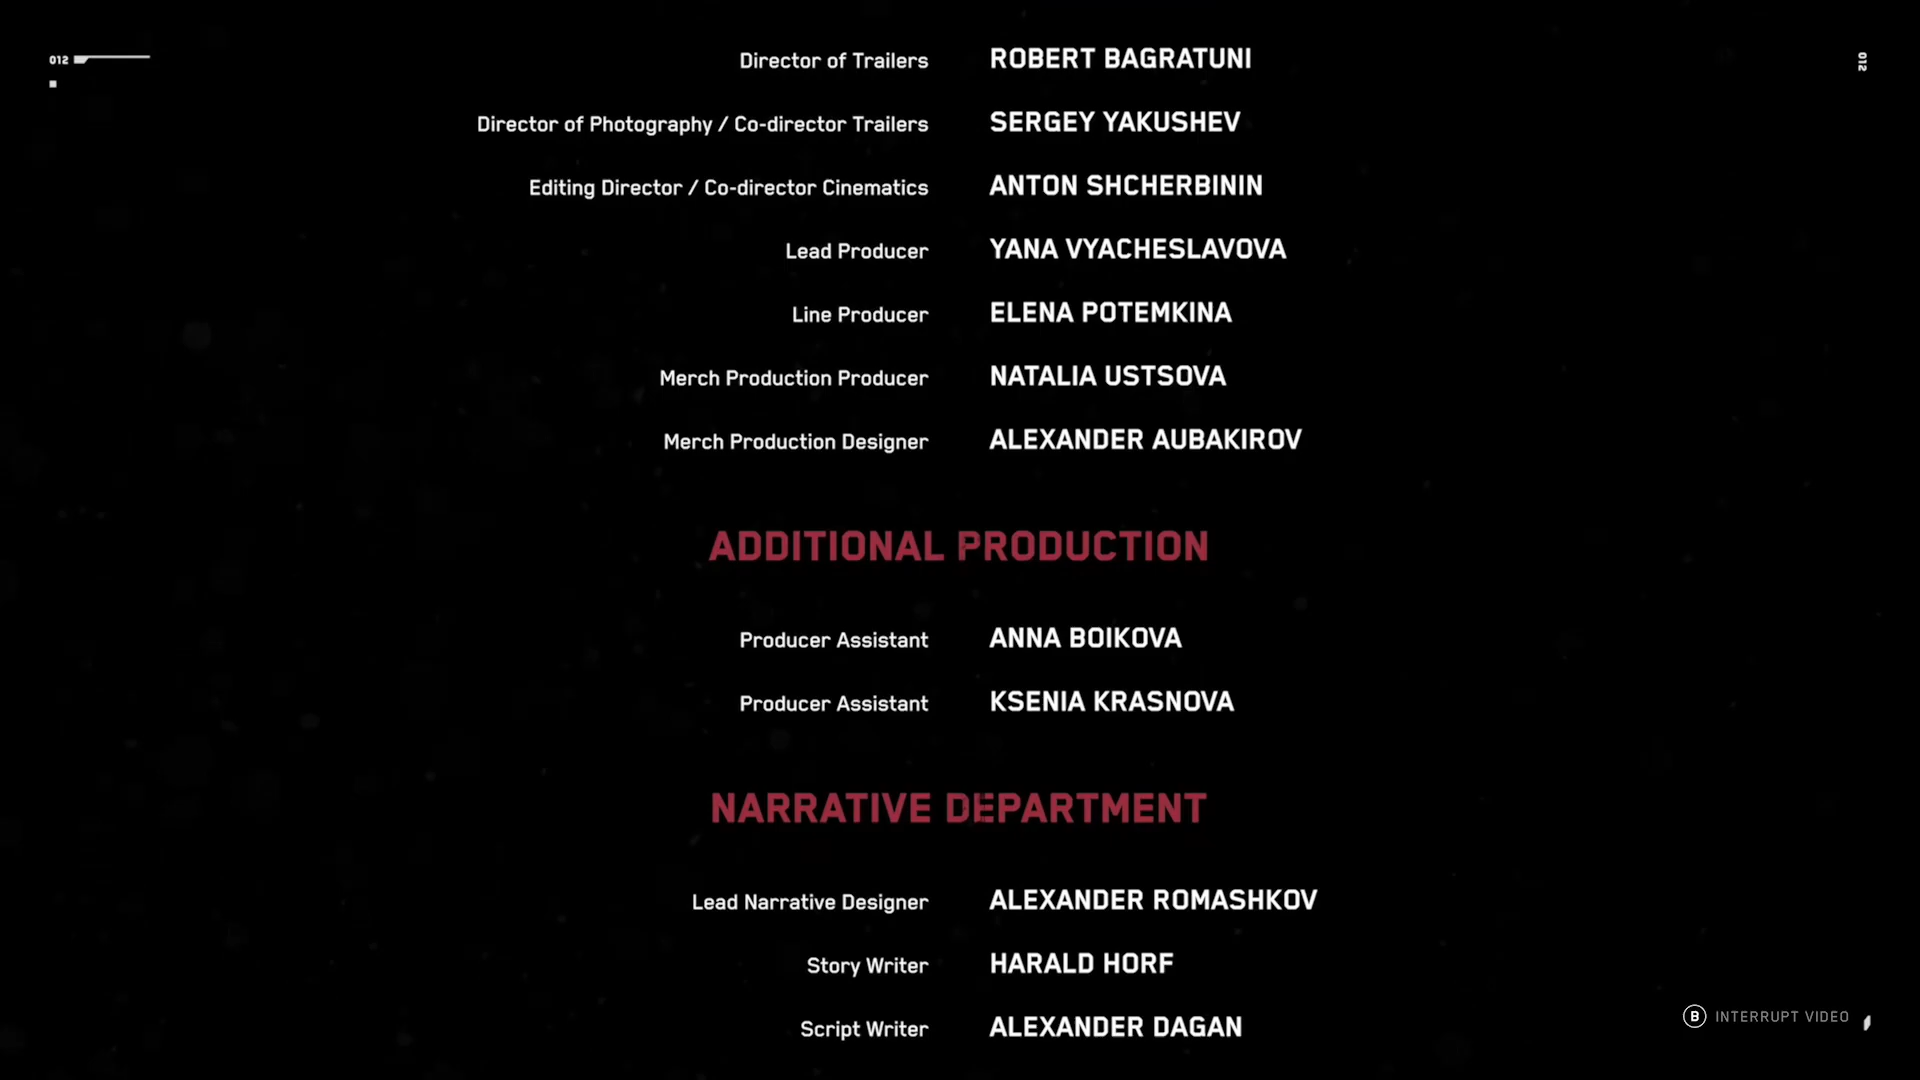 012
012
Director of Trailers ROBERT BAGRATUNI
Director of Photography / Co-director Trailers SERGEY YAKUSHEV
Editing Director / Co-director Cinematics ANTON SHCHERBININ
Lead Producer YANA VYACHESLAVOVA
Line Producer ELENA POTEMKINA
Merch Production Producer NATALIA USTSOVA
Merch Production Designer ALEXANDER AUBAKIROV
ADDITIONAL PRODUCTION
Producer Assistant ANNA BOIKOVA
Producer Assistant KSENIA KRASNOVA
NARRATIVE DEPARTMENT
Lead Narrative Designer ALEXANDER ROMASHKOV
Story Writer HARALD HORF
Script Writer ALEXANDER DAGAN
B INTERRUPT VIDEO